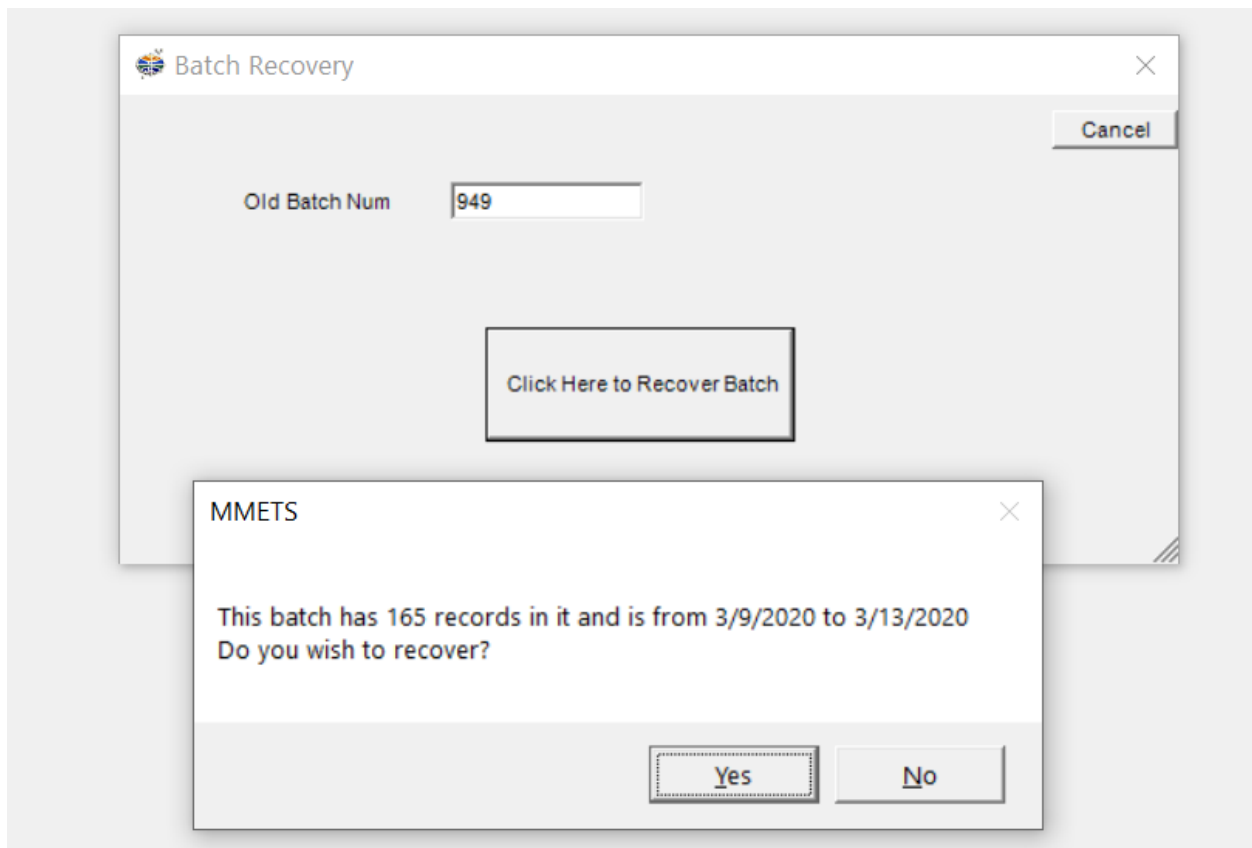 Batch Recovery
Cancel
Old Batch Num
949
Click Here to Recover Batch
MMETS
This batch has 165 records in it and is from 3/9/2020 to 3/13/2020
Do you wish to recover?
Yes
No